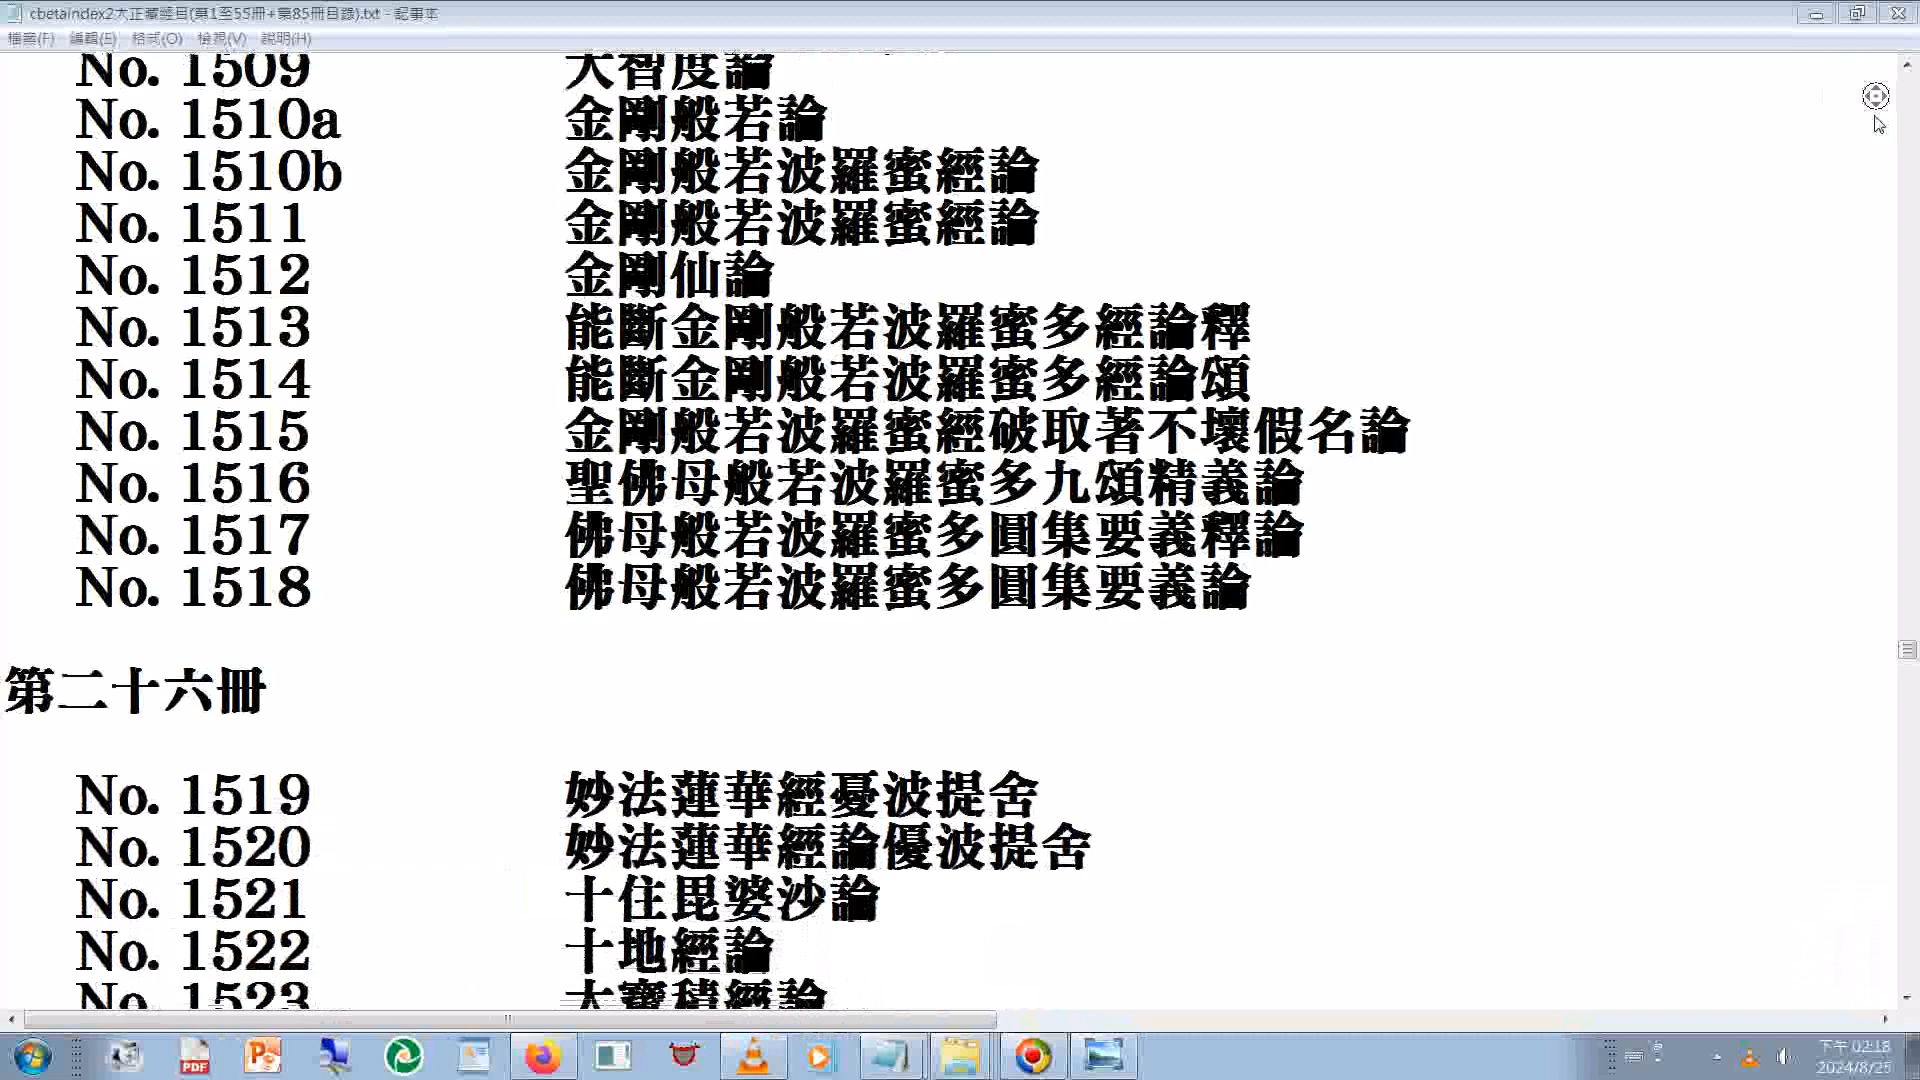 cbetaindex2大正藏經目(第1至55冊+第85冊目錄).txt - 記事本
檔案(F) 編輯(E) 格式(O) 檢視(V) 說明(H)
No. 1509 大智度論
No. 1510a 金剛般若論
No. 1510b 金剛般若波羅蜜經論
No. 1511 金剛般若波羅蜜經論
No. 1512 金剛仙論
No. 1513 能斷金剛般若波羅蜜多經論釋
No. 1514 能斷金剛般若波羅蜜多經論頌
No. 1515 金剛般若波羅蜜經破取著不壞假名論
No. 1516 聖佛母般若波羅蜜多九頌精義論
No. 1517 佛母般若波羅蜜多圓集要義釋論
No. 1518 佛母般若波羅蜜多圓集要義論
第二十六冊
No. 1519 妙法蓮華經憂波提舍
No. 1520 妙法蓮華經論優波提舍
No. 1521 十住毘婆沙論
No. 1522 十地經論
No. 1523 大寶積經論
PDF
下午 02:18
2024/8/25